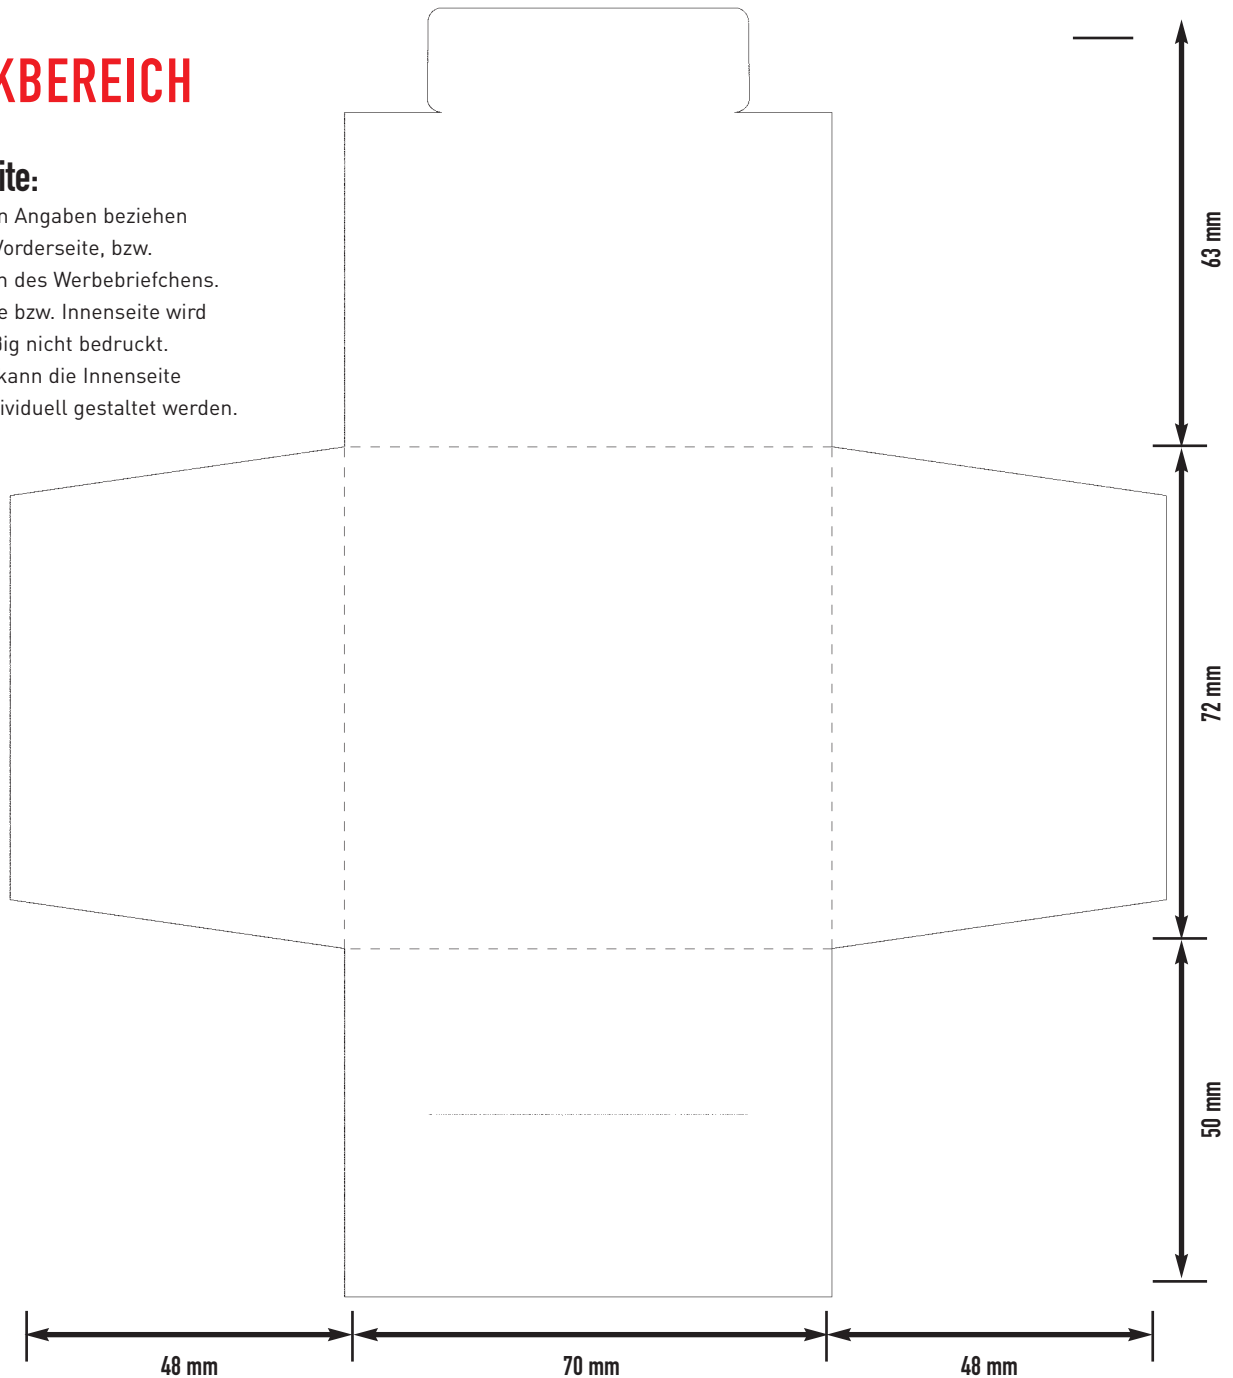 KBEREICH
ite:
n Angaben beziehen
Vorderseite, bzw.
n des Werbebriefchens.
e bzw. Innenseite wird
ßig nicht bedruckt.
kann die Innenseite
ividuell gestaltet werden.
63 mm
72 mm
50 mm
48 mm
70 mm
48 mm